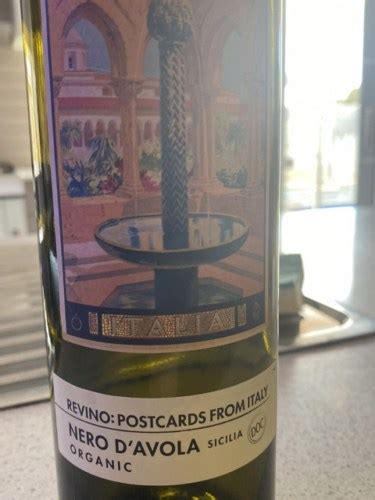 ITALIA
REVINO: POSTCARDS FROM ITALY
NERO D'AVOLA SICILIA DOC
ORGANIC